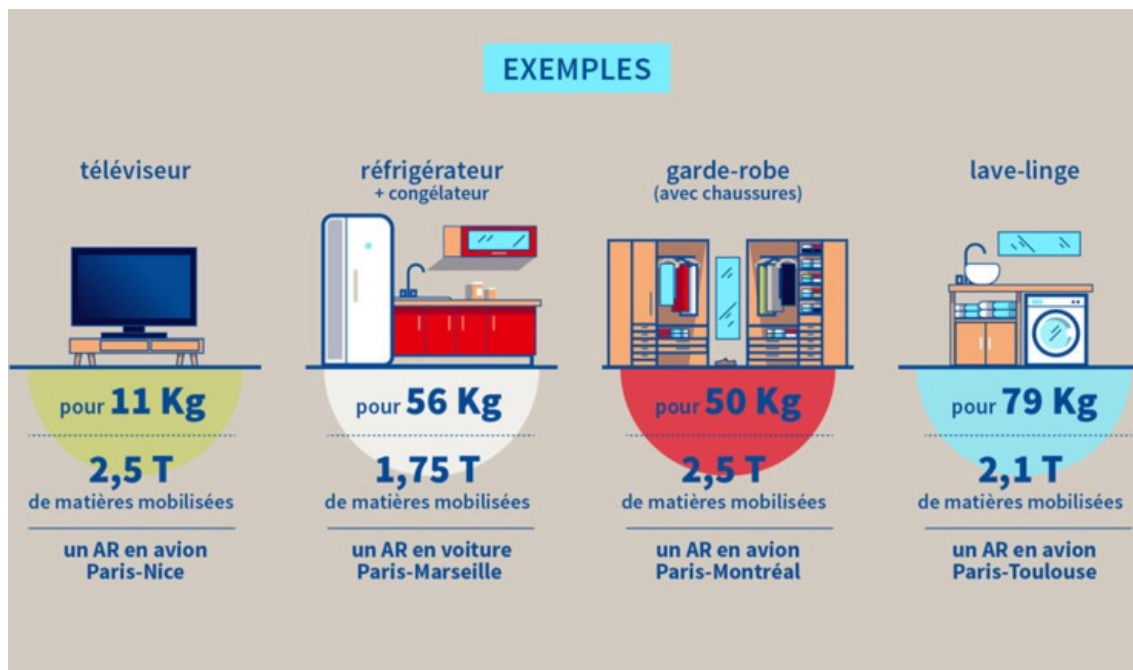 EXEMPLES
téléviseur
pour 11 Kg
2,5 T
de matières mobilisées
un AR en avion
Paris-Nice
réfrigérateur
+ congélateur
pour 56 Kg
1,75 T
de matières mobilisées
un AR en voiture
Paris-Marseille
garde-robe
(avec chaussures)
pour 50 Kg
2,5 T
de matières mobilisées
un AR en avion
Paris-Montréal
lave-linge
pour 79 Kg
2,1 T
de matières mobilisées
un AR en avion
Paris-Toulouse